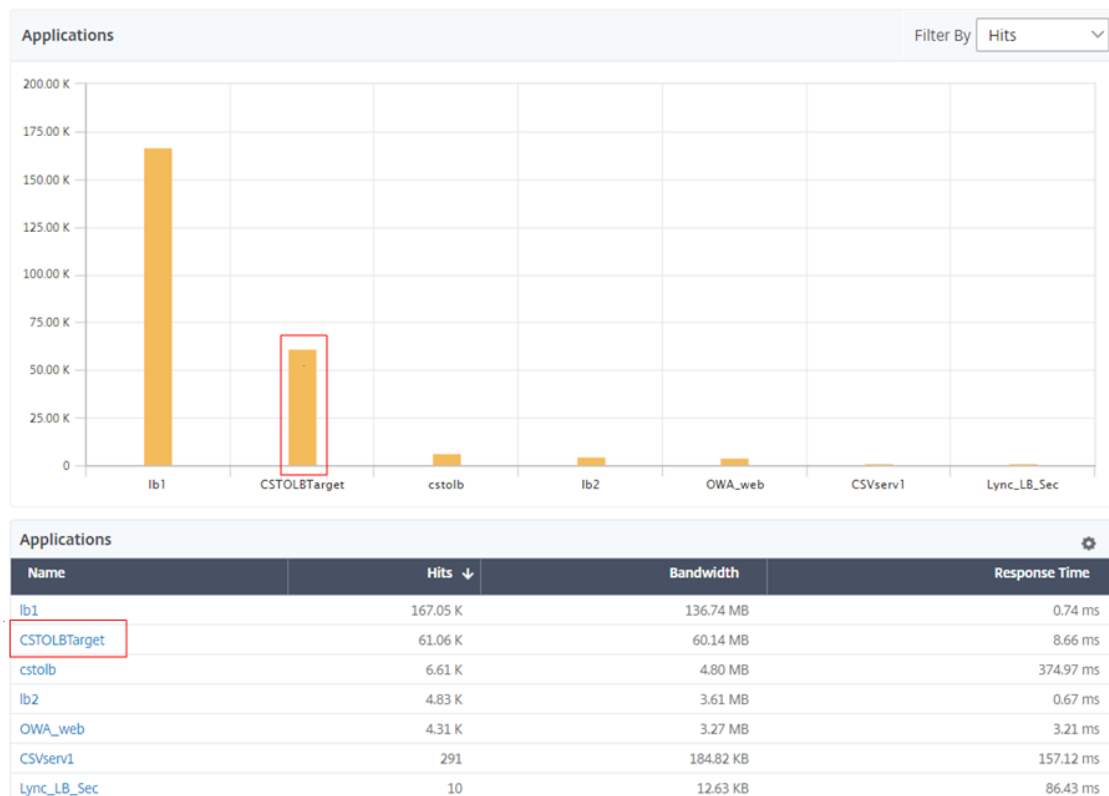 Applications
Filter By Hits
200.00 K
175.00 K
150.00 K
125.00 K
100.00 K
75.00 K
50.00 K
25.00 K
0
lb1 CSTOLBTarget cstolb lb2 OWA_web CSVserv1 Lync_LB_Sec
Applications
Name Hits Bandwidth Response Time
lb1 167.05 K 136.74 MB 0.74 ms
CSTOLBTarget 61.06 K 60.14 MB 8.66 ms
cstolb 6.61 K 4.80 MB 374.97 ms
lb2 4.83 K 3.61 MB 0.67 ms
OWA_web 4.31 K 3.27 MB 3.21 ms
CSVserv1 291 184.82 KB 157.12 ms
Lync_LB_Sec 10 12.63 KB 86.43 ms